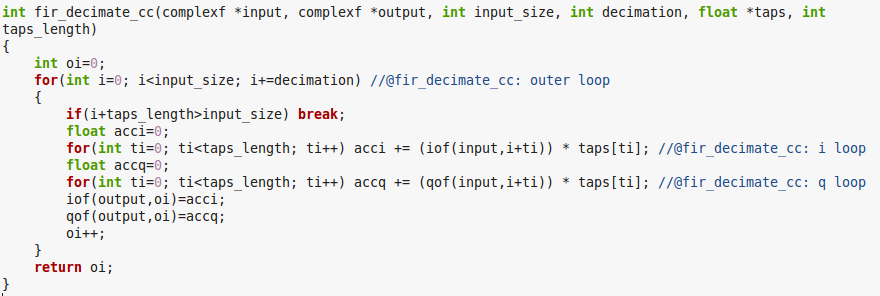 int fir_decimate_cc(complexf *input, complexf *output, int input_size, int decimation, float *taps, int
taps_length)
{
    int oi=0;
    for(int i=0; i<input_size; i+=decimation) //@fir_decimate_cc: outer loop
    {
        if(i+taps_length>input_size) break;
        float acci=0;
        for(int ti=0; ti<taps_length; ti++) acci += (iof(input,i+ti)) * taps[ti]; //@fir_decimate_cc: i loop
        float accq=0;
        for(int ti=0; ti<taps_length; ti++) accq += (qof(input,i+ti)) * taps[ti]; //@fir_decimate_cc: q loop
        iof(output,oi)=acci;
        qof(output,oi)=accq;
        oi++;
    }
    return oi;
}